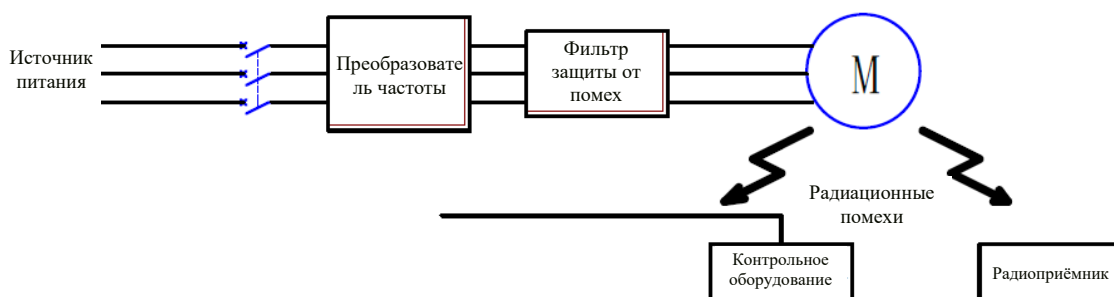 Источник
питания
Преобразовате
ль частоты
Фильтр
защиты от
помех
M
Радиационные
помехи
Контрольное
оборудование
Радиоприёмник